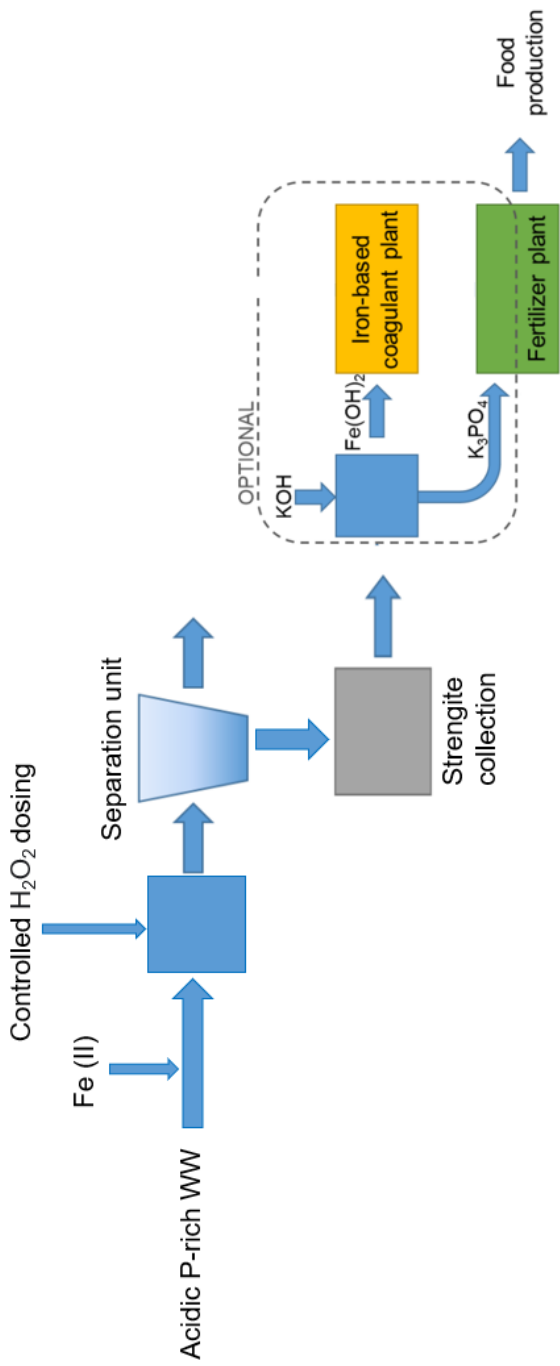 Acidic P-rich WW
Fe (II)
Controlled H₂O₂ dosing
Separation unit
Strengite
collection
OPTIONAL
KOH
Fe(OH)₂
Iron-based
coagulant plant
K₃PO₄
Fertilizer plant
Food
production